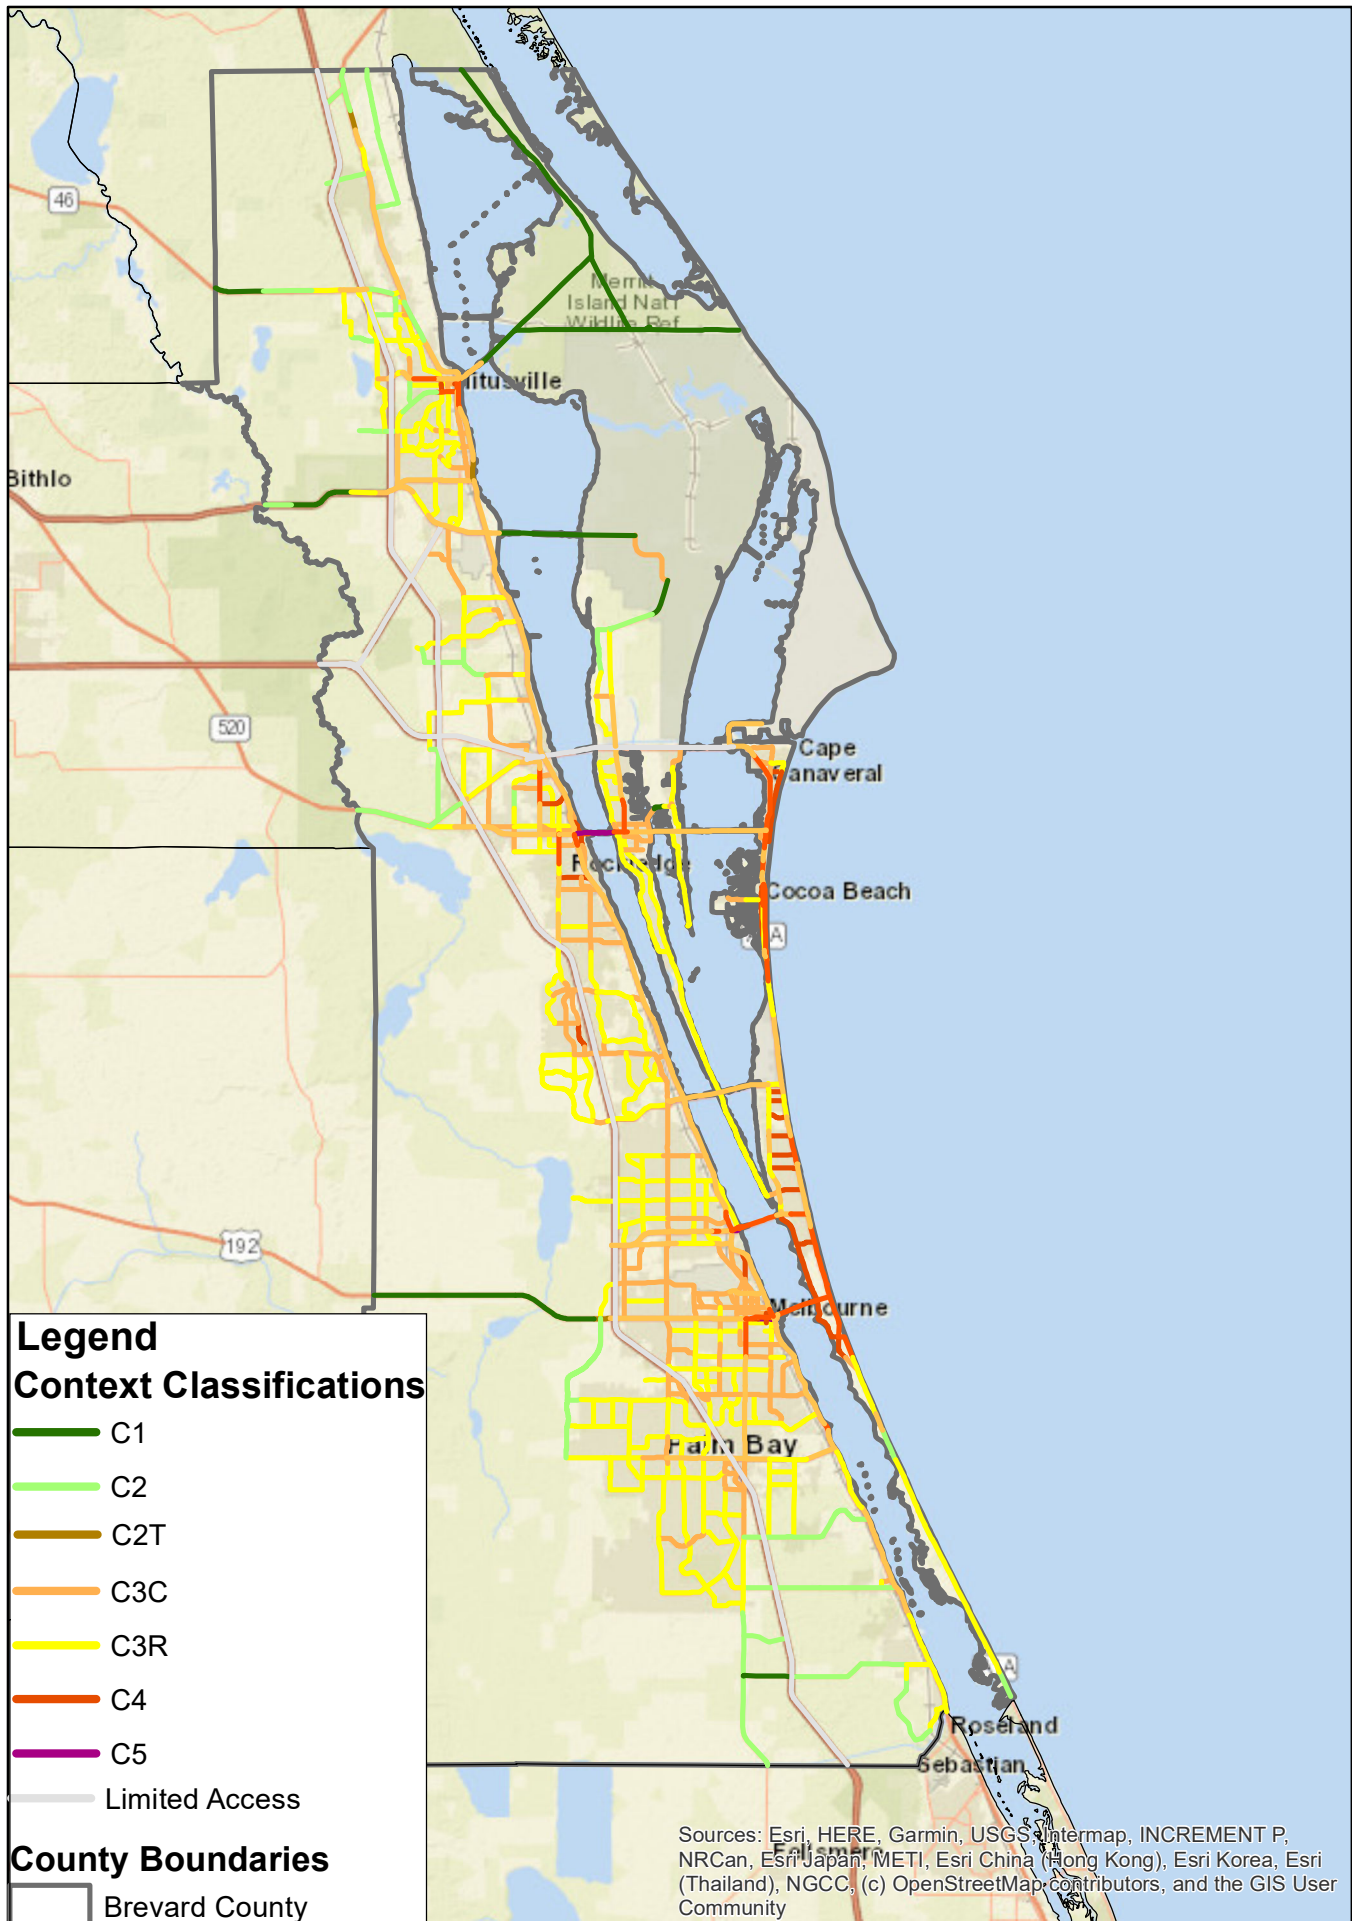 46
Merritt
Island Nat'l
Wildlife Ref
Titusville
Bithlo
520
Cape
Canaveral
Rockledge
Cocoa Beach
A
192
Melbourne
Palm Bay
A
Roseland
Sebastian
Fellsmere
Legend
Context Classifications
C1
C2
C2T
C3C
C3R
C4
C5
Limited Access
County Boundaries
Brevard County
Sources: Esri, HERE, Garmin, USGS, Intermap, INCREMENT P,
NRCan, Esri Japan, METI, Esri China (Hong Kong), Esri Korea, Esri
(Thailand), NGCC, (c) OpenStreetMap contributors, and the GIS User
Community